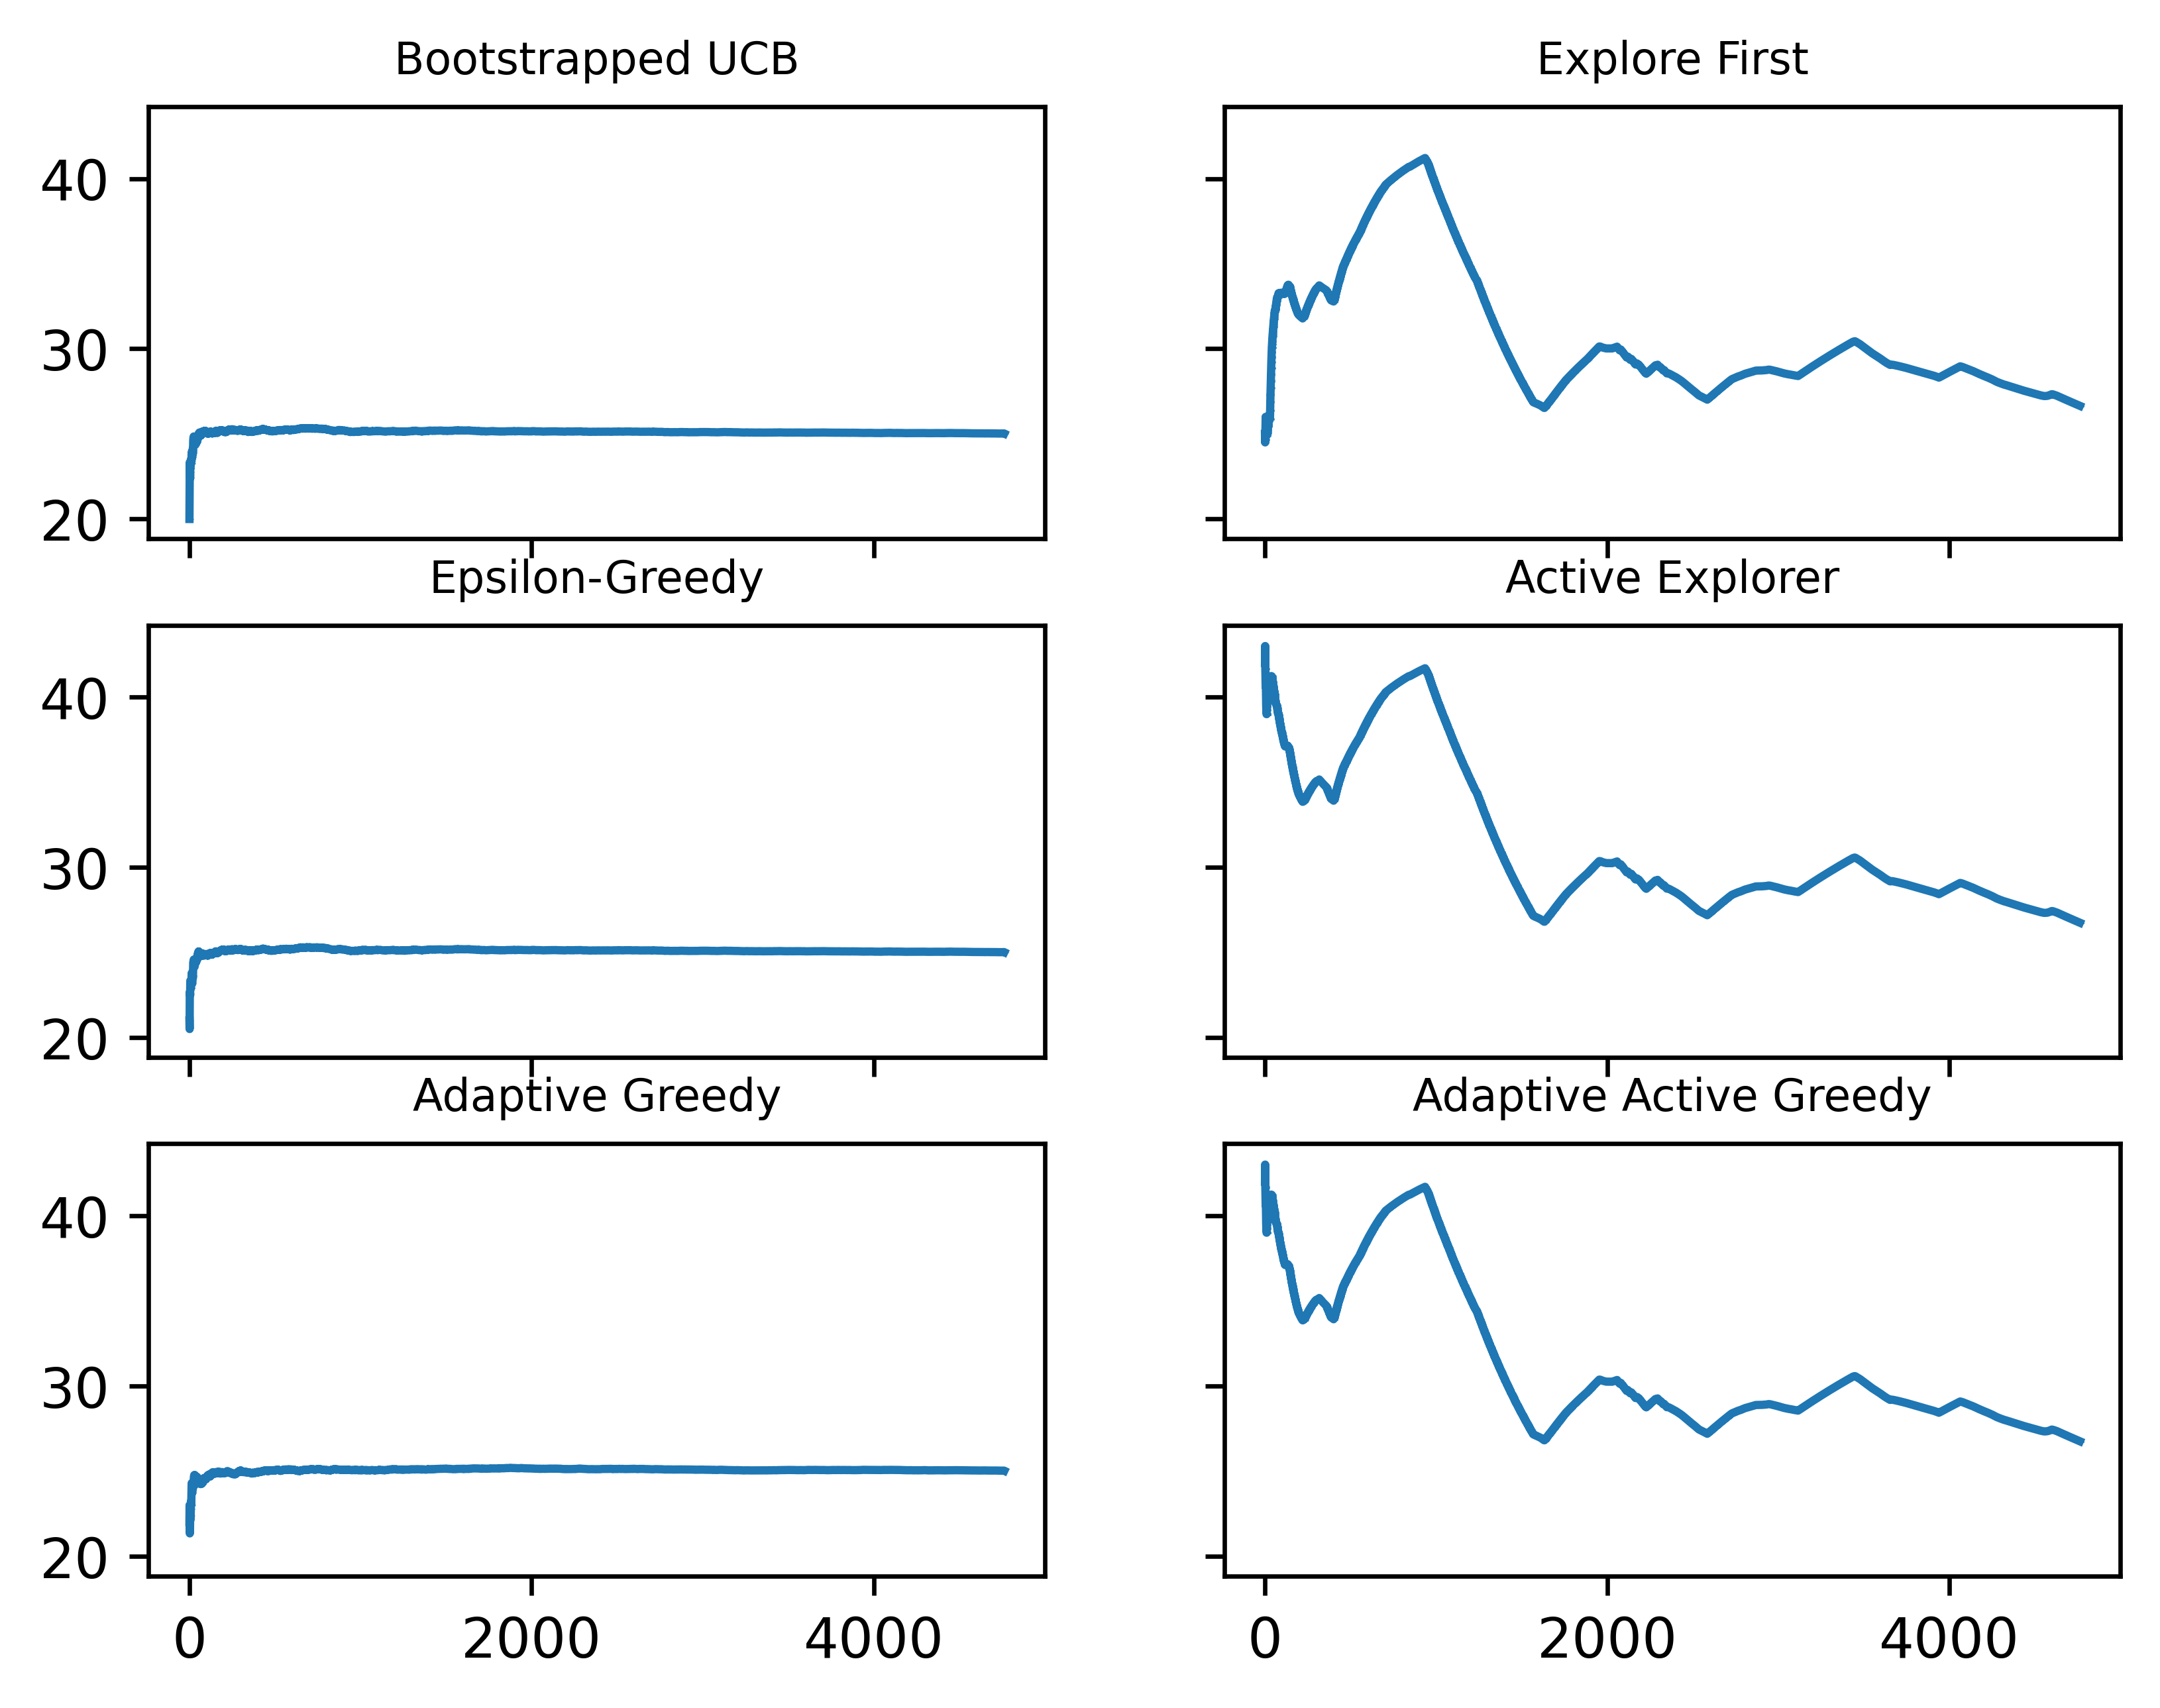 Bootstrapped UCB
Explore First
40
30
20
Epsilon-Greedy
Active Explorer
40
30
20
Adaptive Greedy
Adaptive Active Greedy
40
30
20
0 2000 4000
0 2000 4000